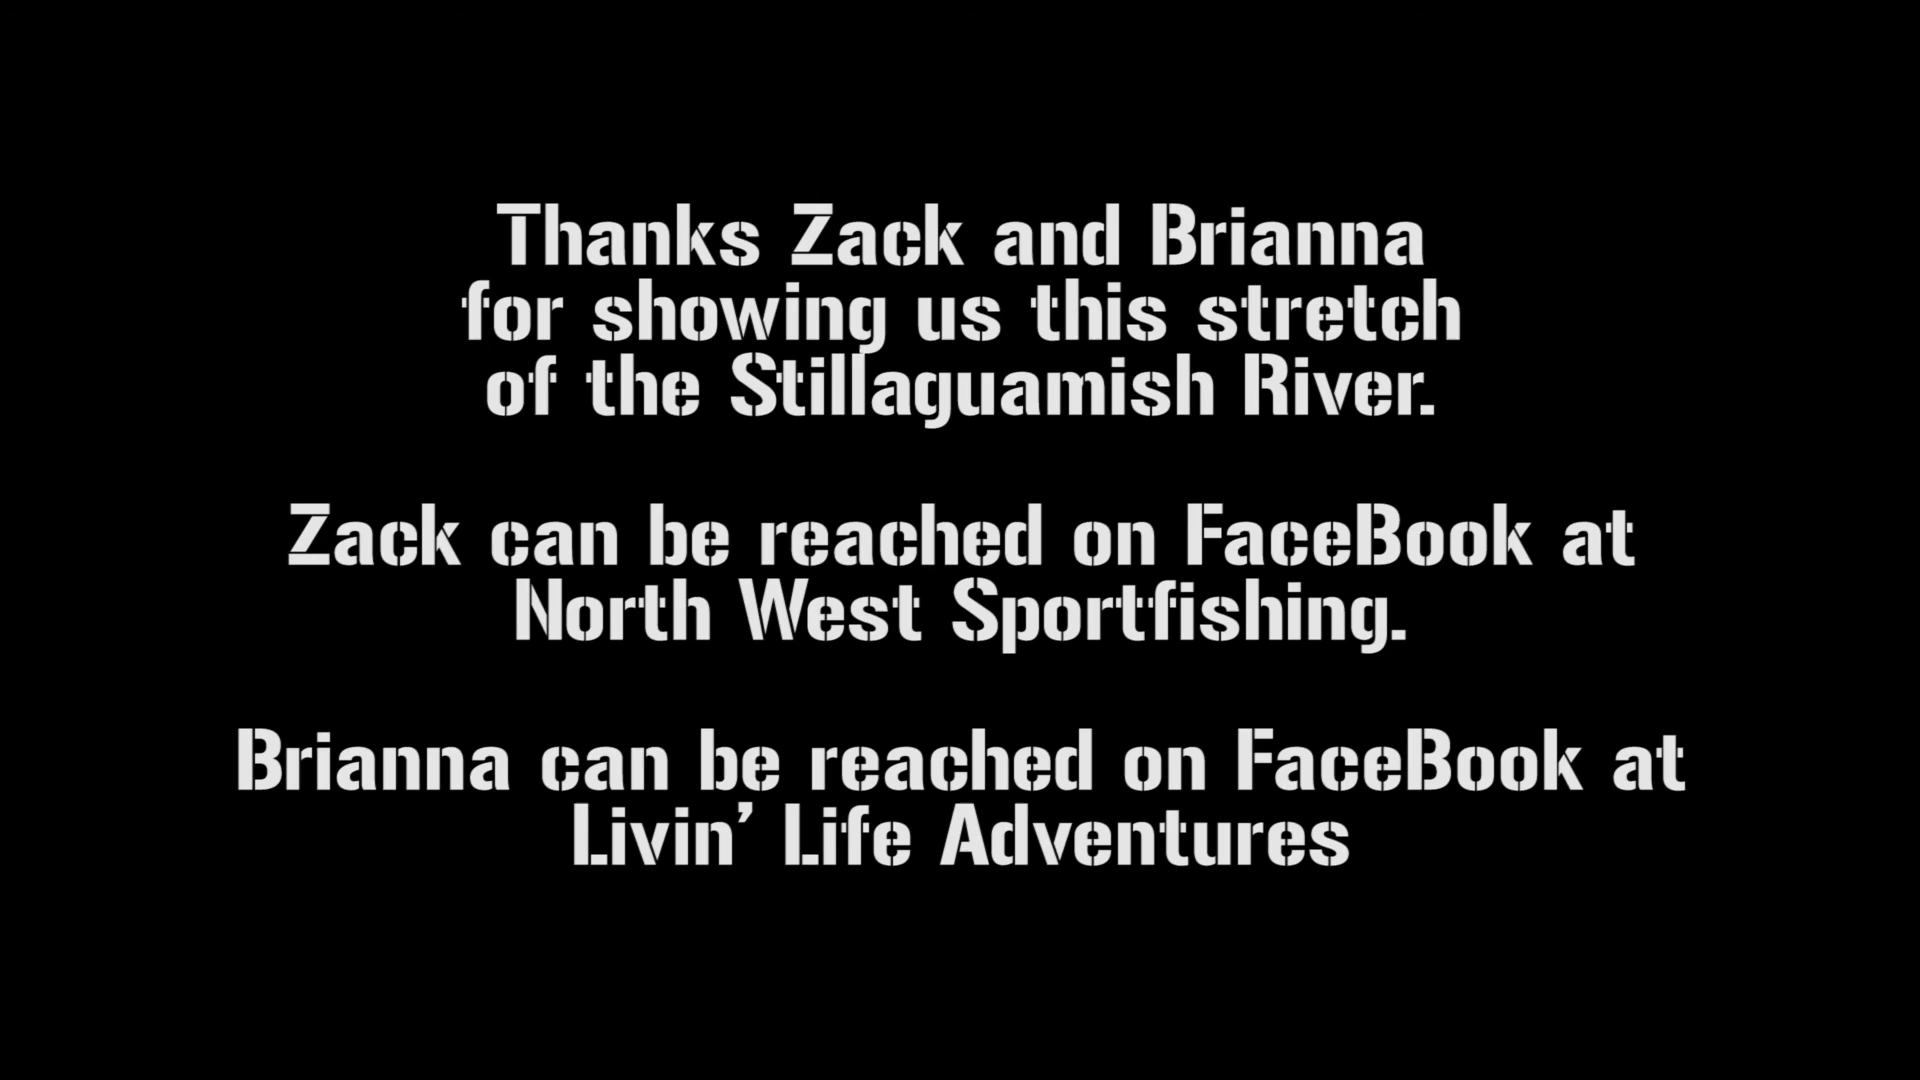 Thanks Zack and Brianna
for showing us this stretch
of the Stillaguamish River.
Zack can be reached on FaceBook at
North West Sportfishing.
Brianna can be reached on FaceBook at
Livin' Life Adventures